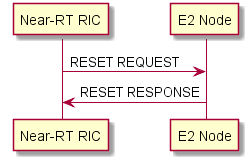 Near-RT RIC
E2 Node
RESET REQUEST
RESET RESPONSE
Near-RT RIC
E2 Node